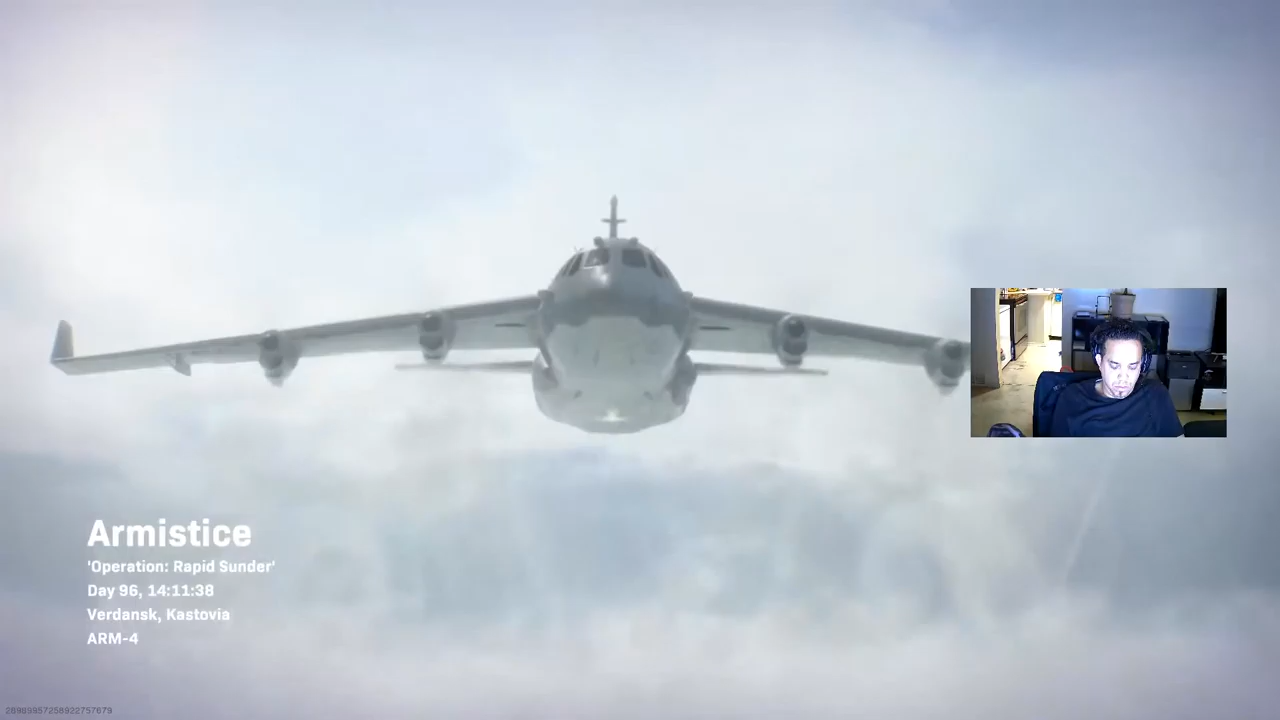 Armistice
'Operation: Rapid Sunder'
Day 96, 14:11:38
Verdansk, Kastovia
ARM-4